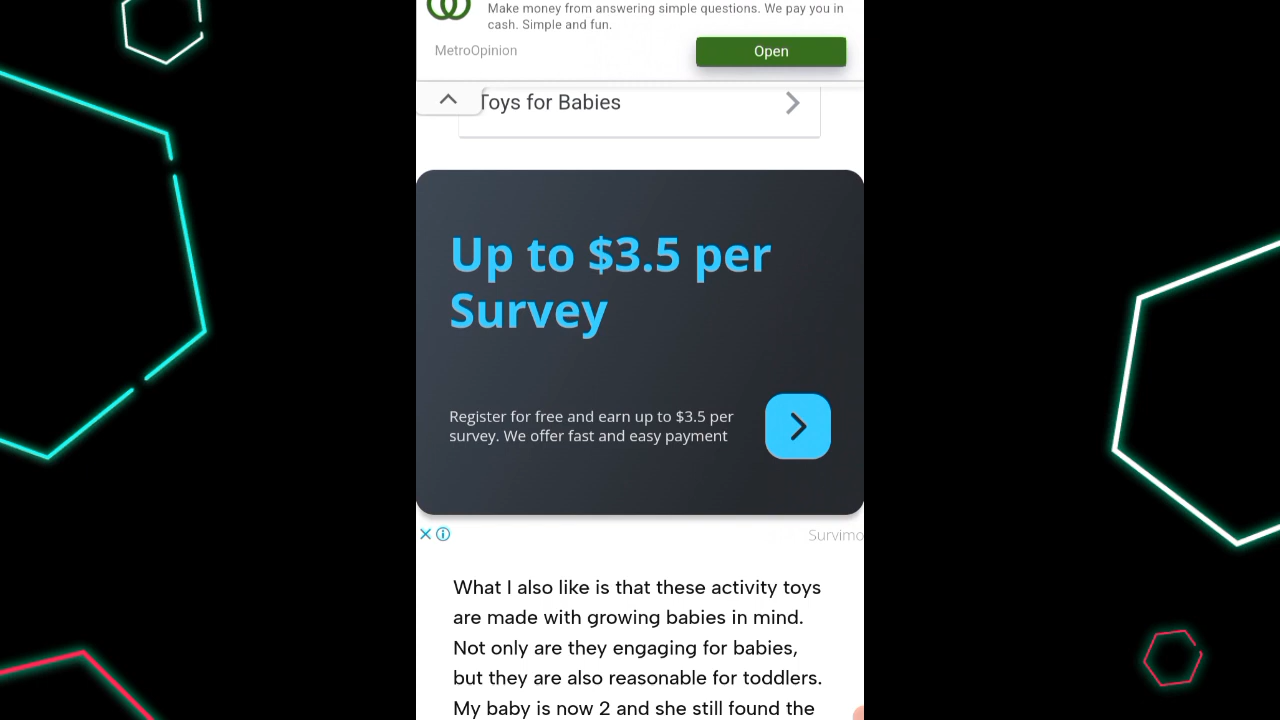 Make money from answering simple questions. We pay you in
cash. Simple and fun.
MetroOpinion
Open
Toys for Babies
Up to $3.5 per
Survey
Register for free and earn up to $3.5 per
survey. We offer fast and easy payment
Survimo
What I also like is that these activity toys
are made with growing babies in mind.
Not only are they engaging for babies,
but they are also reasonable for toddlers.
My baby is now 2 and she still found the